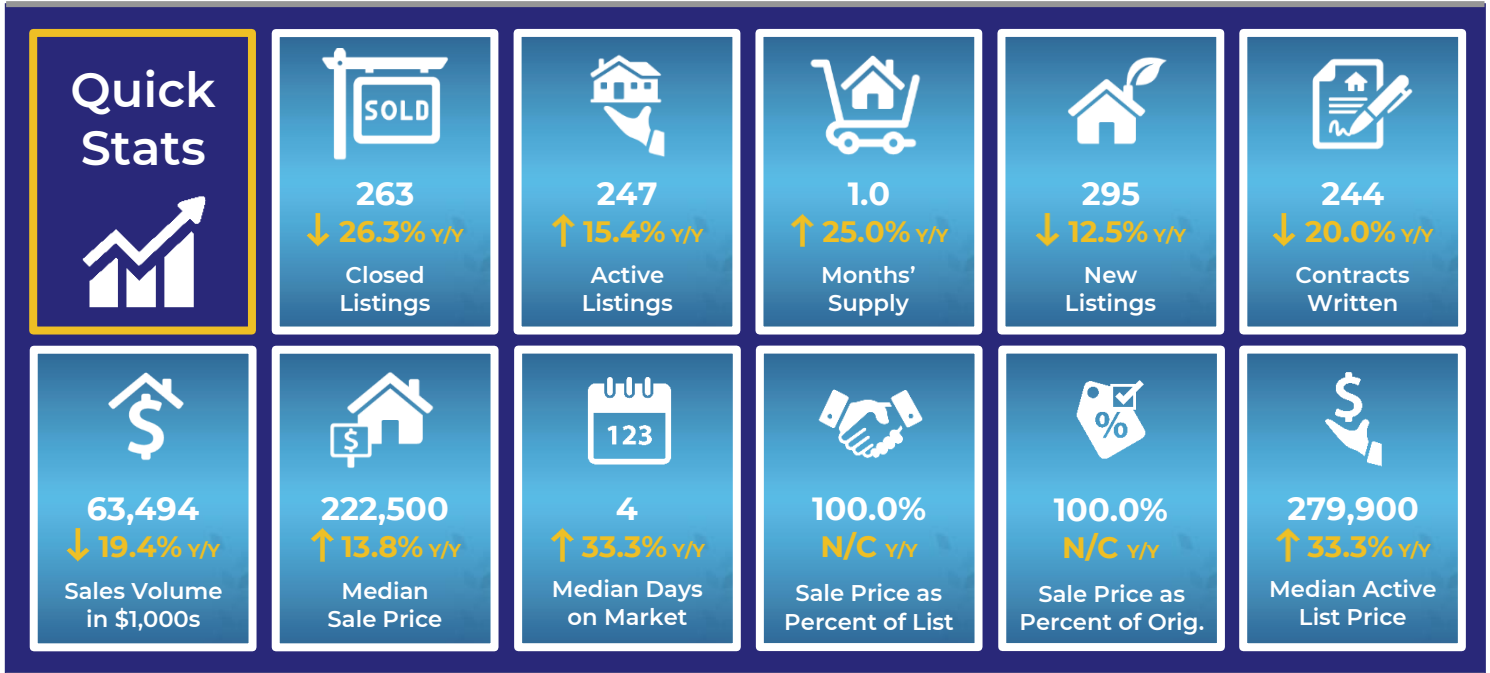 Quick
Stats
SOLD
263
↓ 26.3% Y/Y
Closed
Listings
247
↑ 15.4% Y/Y
Active
Listings
1.0
↑ 25.0% Y/Y
Months’
Supply
295
↓ 12.5% Y/Y
New
Listings
244
↓ 20.0% Y/Y
Contracts
Written
$
63,494
↓ 19.4% Y/Y
Sales Volume
in $1,000s
$
222,500
↑ 13.8% Y/Y
Median
Sale Price
123
4
↑ 33.3% Y/Y
Median Days
on Market
100.0%
N/C Y/Y
Sale Price as
Percent of List
%
100.0%
N/C Y/Y
Sale Price as
Percent of Orig.
$
279,900
↑ 33.3% Y/Y
Median Active
List Price